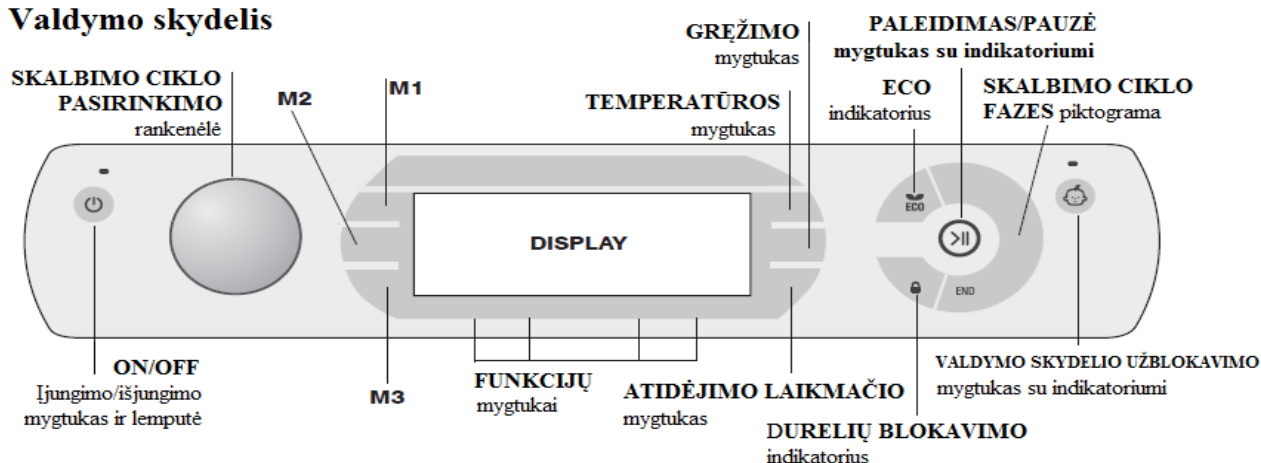 Valdymo skydelis
SKALBIMO CIKLO
PASIRINKIMO
rankenėlė
M2
M1
GRĘŽIMO
mygtukas
TEMPERATŪROS
mygtukas
PALEIDIMAS/PAUZĖ
mygtukas su indikatoriumi
ECO
indikatorius
SKALBIMO CIKLO
FAZES piktograma
DISPLAY
ECO
END
ON/OFF
Įjungimo/išjungimo
mygtukas ir lemputė
M3
FUNKCIJŲ
mygtukai
ATIDĖJIMO LAIKMAČIO
mygtukas
DURELIŲ BLOKAVIMO
indikatorius
VALDYMO SKYDELIO UŽBLOKAVIMO
mygtukas su indikatoriumi